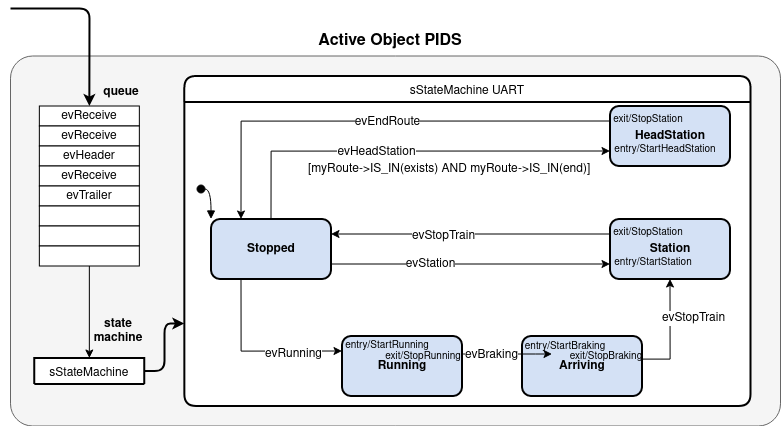 Active Object PIDS
queue
evReceive
evReceive
evHeader
evReceive
evTrailer
state
machine
sStateMachine
sStateMachine UART
evEndRoute
exit/StopStation
HeadStation
entry/StartHeadStation
evHeadStation
[myRoute->IS_IN(exists) AND myRoute->IS_IN(end)]
Stopped
evStopTrain
evStation
exit/StopStation
Station
entry/StartStation
evStopTrain
evRunning
entry/StartRunning
exit/StopRunning
Running
evBraking
entry/StartBraking
exit/StopBraking
Arriving